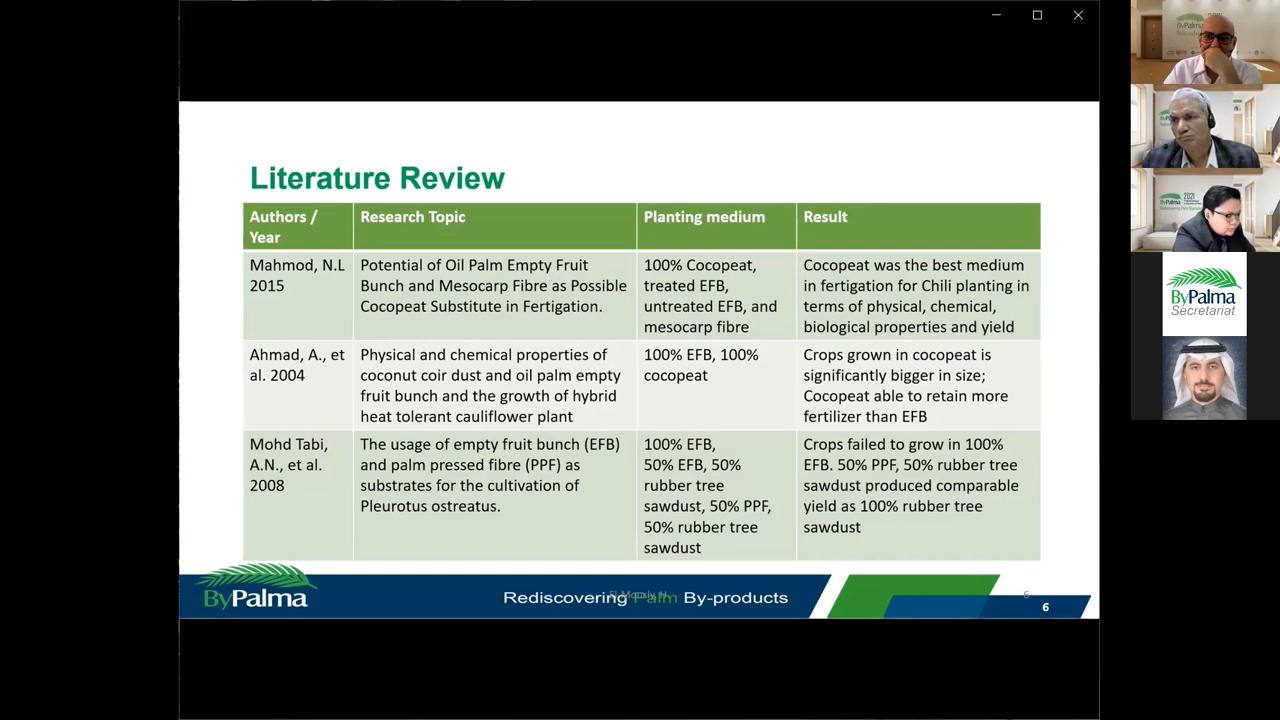 Literature Review
Authors /
Year
Research Topic
Planting medium
Result
Mahmod, N.L
2015
Potential of Oil Palm Empty Fruit
Bunch and Mesocarp Fibre as Possible
Cocopeat Substitute in Fertigation.
100% Cocopeat,
treated EFB,
untreated EFB, and
mesocarp fibre
Cocopeat was the best medium
in fertigation for Chili planting in
terms of physical, chemical,
biological properties and yield
Ahmad, A., et
al. 2004
Physical and chemical properties of
coconut coir dust and oil palm empty
fruit bunch and the growth of hybrid
heat tolerant cauliflower plant
100% EFB, 100%
cocopeat
Crops grown in cocopeat is
significantly bigger in size;
Cocopeat able to retain more
fertilizer than EFB
Mohd Tabi,
A.N., et al.
2008
The usage of empty fruit bunch (EFB)
and palm pressed fibre (PPF) as
substrates for the cultivation of
Pleurotus ostreatus.
100% EFB,
50% EFB, 50%
rubber tree
sawdust, 50% PPF,
50% rubber tree
sawdust
Crops failed to grow in 100%
EFB. 50% PPF, 50% rubber tree
sawdust produced comparable
yield as 100% rubber tree
sawdust
ByPalma
Rediscovering Palm By-products
6
6
2021
ByPalma
Secretariat